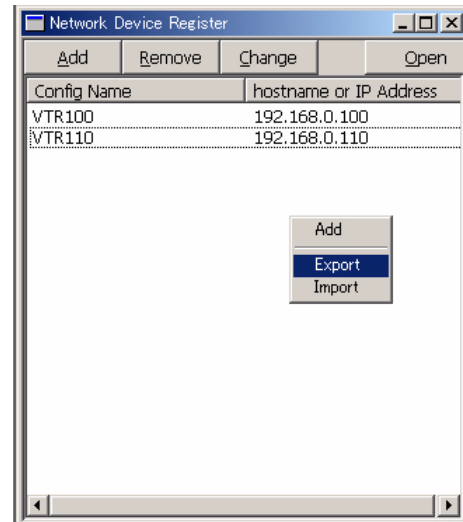 Network Device Register
Add Remove Change Open
Config Name hostname or IP Address
VTR100 192.168.0.100
VTR110 192.168.0.110
Add
Export
Import